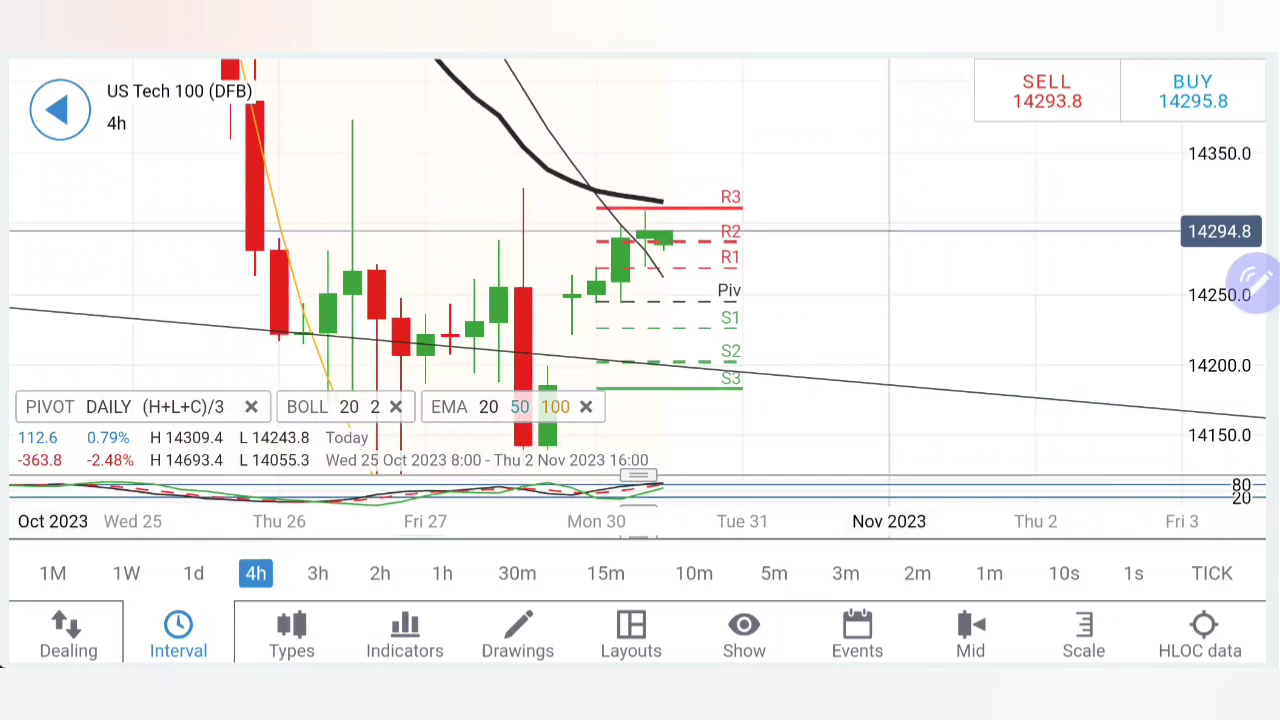 US Tech 100 (DFB)
4h
SELL
14293.8
BUY
14295.8
14350.0
R3
R2
14294.8
R1
Piv
14250.0
S1
S2
14200.0
S3
PIVOT DAILY (H+L+C)/3
BOLL 20 2
EMA 20 50 100
14150.0
112.6 0.79% H 14309.4 L 14243.8 Today
-363.8 -2.48% H 14693.4 L 14055.3 Wed 25 Oct 2023 8:00 - Thu 2 Nov 2023 16:00
80
20
Oct 2023 Wed 25 Thu 26 Fri 27 Mon 30 Tue 31 Nov 2023 Thu 2 Fri 3
1M 1W 1d 4h 3h 2h 1h 30m 15m 10m 5m 3m 2m 1m 10s 1s TICK
Dealing Interval Types Indicators Drawings Layouts Show Events Mid Scale HLOC data